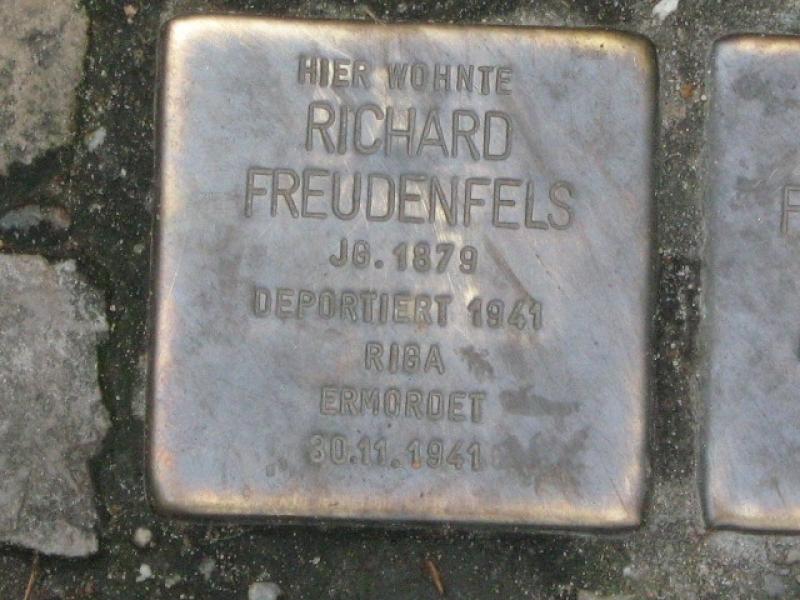 HIER WOHNTE
RICHARD
FREUDENFELS
JG. 1879
DEPORTIERT 1941
RIGA
ERMORDET
30.11.1941
F